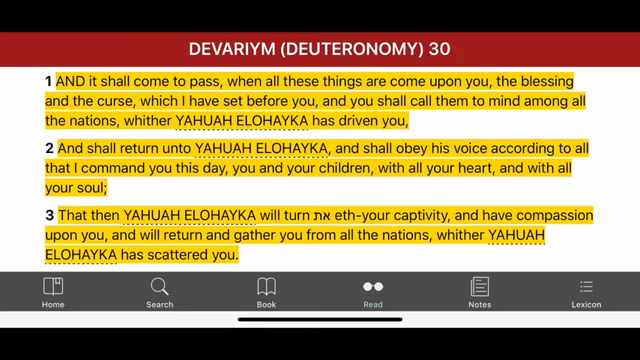 DEVARIYM (DEUTERONOMY) 30
1 AND it shall come to pass, when all these things are come upon you, the blessing
and the curse, which I have set before you, and you shall call them to mind among all
the nations, whither YAHUAH ELOHAYKA has driven you,
2 And shall return unto YAHUAH ELOHAYKA, and shall obey his voice according to all
that I command you this day, you and your children, with all your heart, and with all
your soul;
3 That then YAHUAH ELOHAYKA will turn את eth-your captivity, and have compassion
upon you, and will return and gather you from all the nations, whither YAHUAH
ELOHAYKA has scattered you.
Home Search Book Read Notes Lexicon